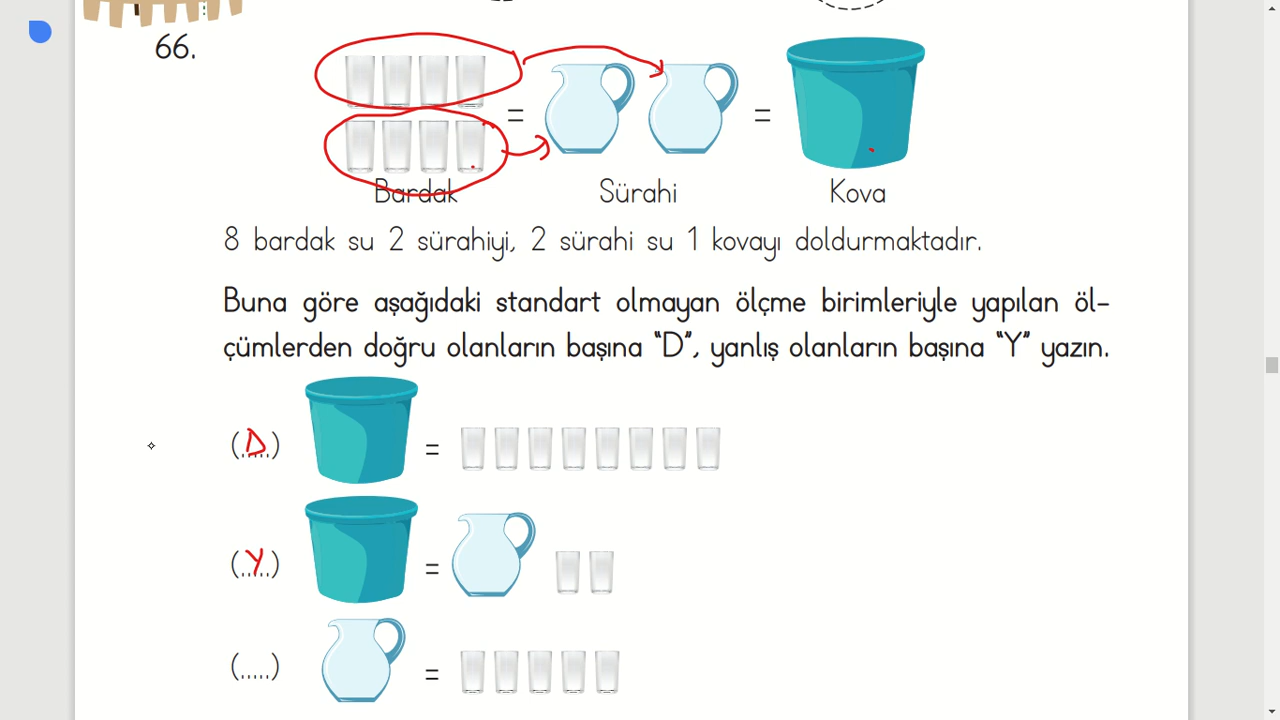 66.
= =
Bardak Sürahi Kova
8 bardak su 2 sürahiyi, 2 sürahi su 1 kovayı doldurmaktadır.
Buna göre aşağıdaki standart olmayan ölçme birimleriyle yapılan öl-
çümlerden doğru olanların başına “D”, yanlış olanların başına “Y” yazın.
(D) =
(Y) =
(.....) =